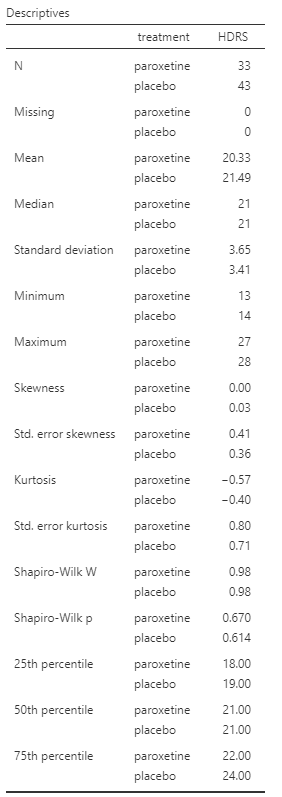 Descriptives
treatment HDRS
N paroxetine 33
placebo 43
Missing paroxetine 0
placebo 0
Mean paroxetine 20.33
placebo 21.49
Median paroxetine 21
placebo 21
Standard deviation paroxetine 3.65
placebo 3.41
Minimum paroxetine 13
placebo 14
Maximum paroxetine 27
placebo 28
Skewness paroxetine 0.00
placebo 0.03
Std. error skewness paroxetine 0.41
placebo 0.36
Kurtosis paroxetine −0.57
placebo −0.40
Std. error kurtosis paroxetine 0.80
placebo 0.71
Shapiro-Wilk W paroxetine 0.98
placebo 0.98
Shapiro-Wilk p paroxetine 0.670
placebo 0.614
25th percentile paroxetine 18.00
placebo 19.00
50th percentile paroxetine 21.00
placebo 21.00
75th percentile paroxetine 22.00
placebo 24.00